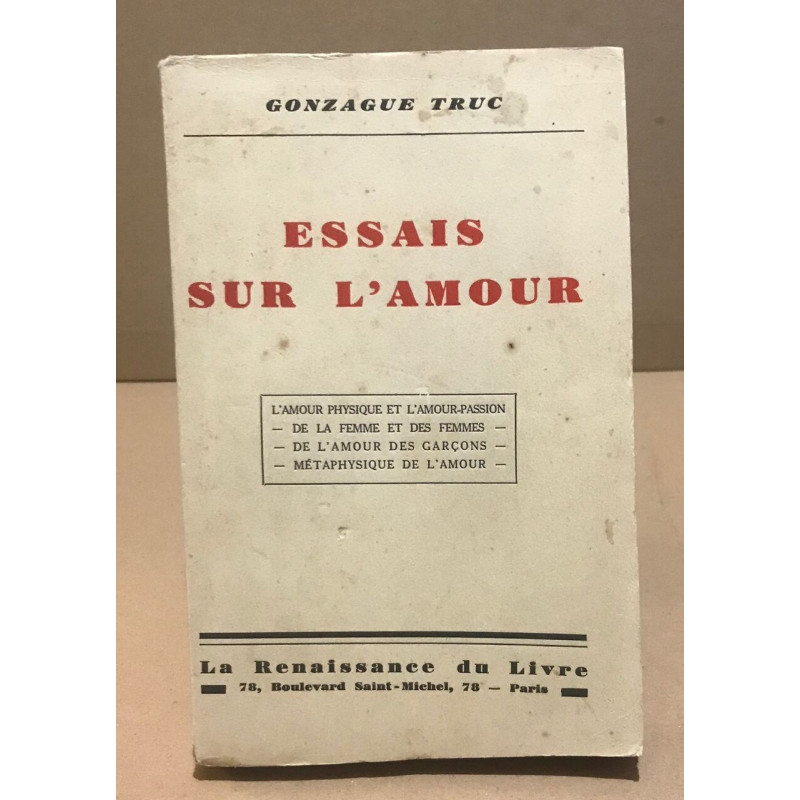 GONZAGUE TRUC
ESSAIS
SUR L'AMOUR
L'AMOUR PHYSIQUE ET L'AMOUR-PASSION
— DE LA FEMME ET DES FEMMES —
— DE L'AMOUR DES GARÇONS —
— MÉTAPHYSIQUE DE L'AMOUR —
La Renaissance du Livre
78, Boulevard Saint-Michel, 78 — Paris